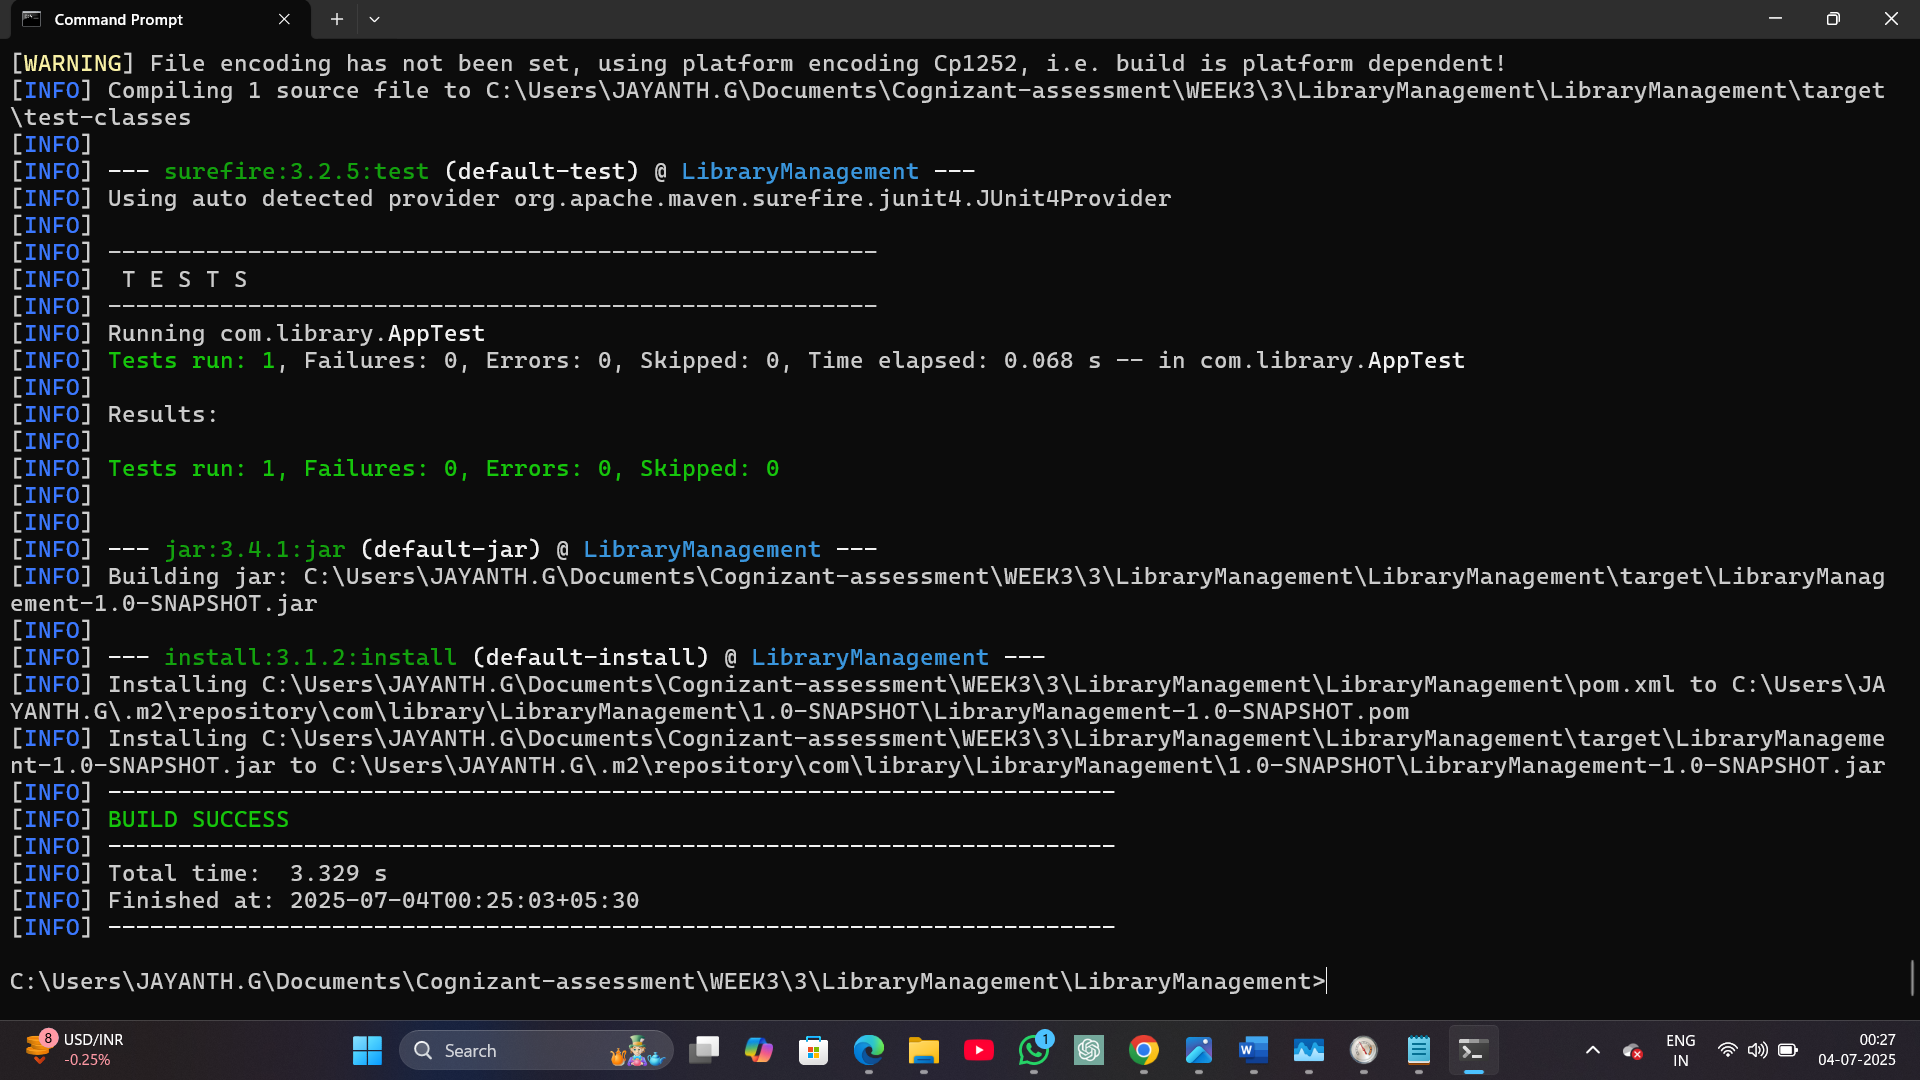 Command Prompt
[WARNING] File encoding has not been set, using platform encoding Cp1252, i.e. build is platform dependent!
[INFO] Compiling 1 source file to C:\Users\JAYANTH.G\Documents\Cognizant-assessment\WEEK3\3\LibraryManagement\LibraryManagement\target
\test-classes
[INFO]
[INFO] --- surefire:3.2.5:test (default-test) @ LibraryManagement ---
[INFO] Using auto detected provider org.apache.maven.surefire.junit4.JUnit4Provider
[INFO]
[INFO] -------------------------------------------------------
[INFO]  T E S T S
[INFO] -------------------------------------------------------
[INFO] Running com.library.AppTest
[INFO] Tests run: 1, Failures: 0, Errors: 0, Skipped: 0, Time elapsed: 0.068 s -- in com.library.AppTest
[INFO]
[INFO] Results:
[INFO]
[INFO] Tests run: 1, Failures: 0, Errors: 0, Skipped: 0
[INFO]
[INFO]
[INFO] --- jar:3.4.1:jar (default-jar) @ LibraryManagement ---
[INFO] Building jar: C:\Users\JAYANTH.G\Documents\Cognizant-assessment\WEEK3\3\LibraryManagement\LibraryManagement\target\LibraryManag
ement-1.0-SNAPSHOT.jar
[INFO]
[INFO] --- install:3.1.2:install (default-install) @ LibraryManagement ---
[INFO] Installing C:\Users\JAYANTH.G\Documents\Cognizant-assessment\WEEK3\3\LibraryManagement\LibraryManagement\pom.xml to C:\Users\JA
YANTH.G\.m2\repository\com\library\LibraryManagement\1.0-SNAPSHOT\LibraryManagement-1.0-SNAPSHOT.pom
[INFO] Installing C:\Users\JAYANTH.G\Documents\Cognizant-assessment\WEEK3\3\LibraryManagement\LibraryManagement\target\LibraryManageme
nt-1.0-SNAPSHOT.jar to C:\Users\JAYANTH.G\.m2\repository\com\library\LibraryManagement\1.0-SNAPSHOT\LibraryManagement-1.0-SNAPSHOT.jar
[INFO] ------------------------------------------------------------------------
[INFO] BUILD SUCCESS
[INFO] ------------------------------------------------------------------------
[INFO] Total time:  3.329 s
[INFO] Finished at: 2025-07-04T00:25:03+05:30
[INFO] ------------------------------------------------------------------------
C:\Users\JAYANTH.G\Documents\Cognizant-assessment\WEEK3\3\LibraryManagement\LibraryManagement>
8
USD/INR
-0.25%
Search
1
W
ENG
IN
00:27
04-07-2025